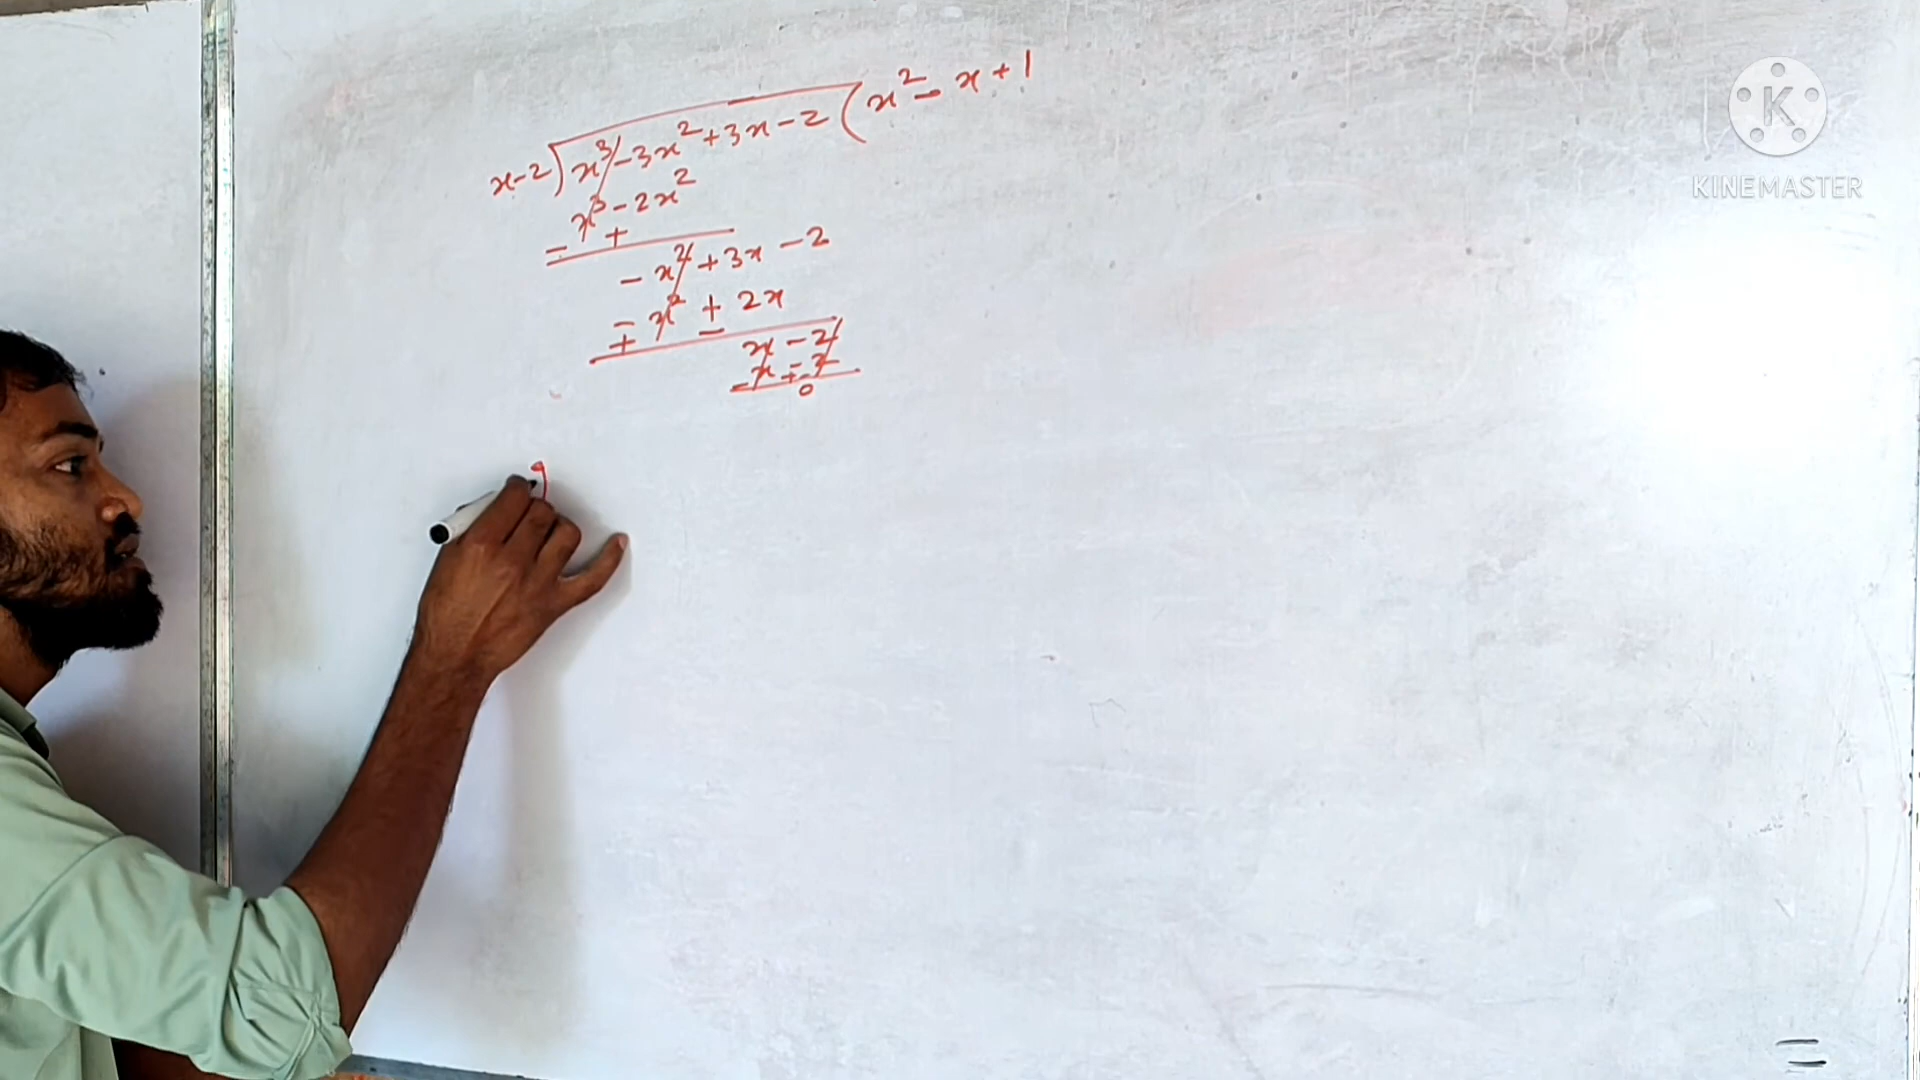 x-2)x³-3x²+3x-2(x²-x+1
x³-2x²
- +
-x²+3x-2
-x²+2x
+ -
x-2
x-2
- +
0
K
KINEMASTER